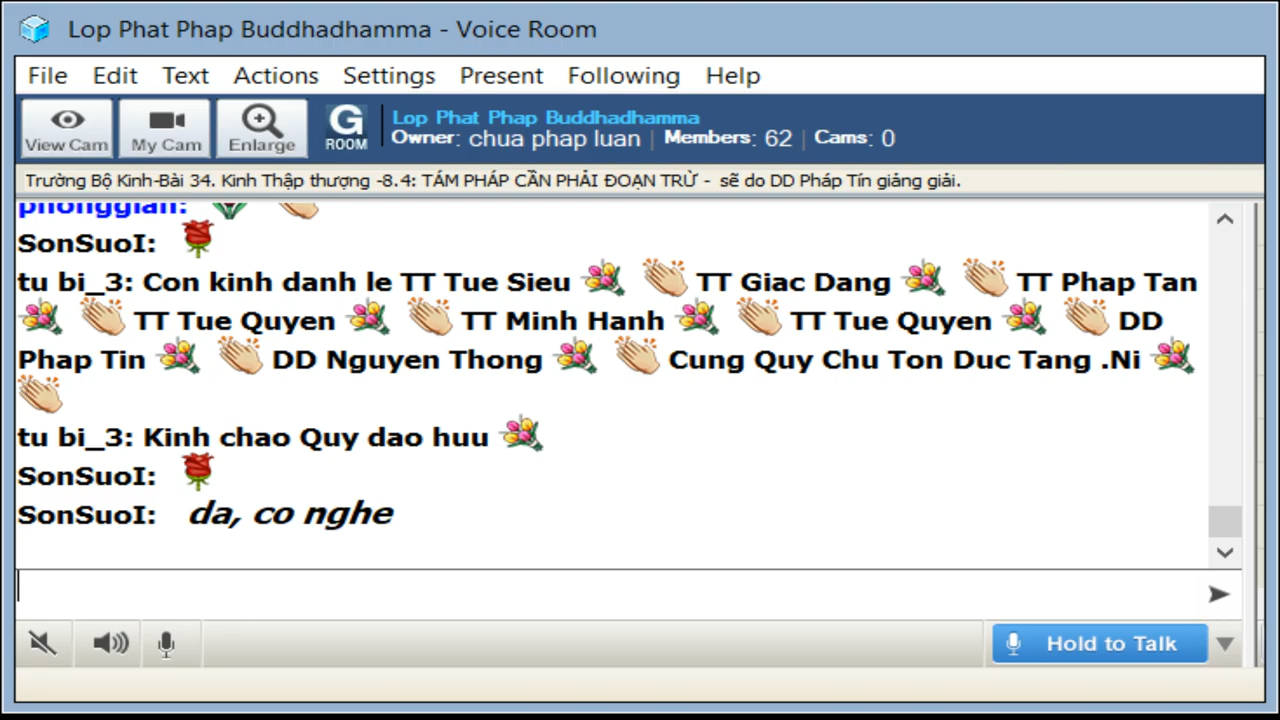 Lop Phat Phap Buddhadhamma - Voice Room
File Edit Text Actions Settings Present Following Help
View Cam My Cam Enlarge G ROOM
Lop Phat Phap Buddhadhamma
Owner: chua phap luan | Members: 62 | Cams: 0
Trường Bộ Kinh-Bài 34. Kinh Thập thượng -8.4: TÁM PHÁP CẦN PHẢI ĐOẠN TRỪ - sẽ do DD Pháp Tín giảng giải.
phonggian:
SonSuoI:
tu bi_3: Con kinh danh le TT Tue Sieu TT Giac Dang TT Phap Tan
TT Tue Quyen TT Minh Hanh TT Tue Quyen DD
Phap Tin DD Nguyen Thong Cung Quy Chu Ton Duc Tang .Ni
tu bi_3: Kinh chao Quy dao huu
SonSuoI:
SonSuoI: da, co nghe
Hold to Talk